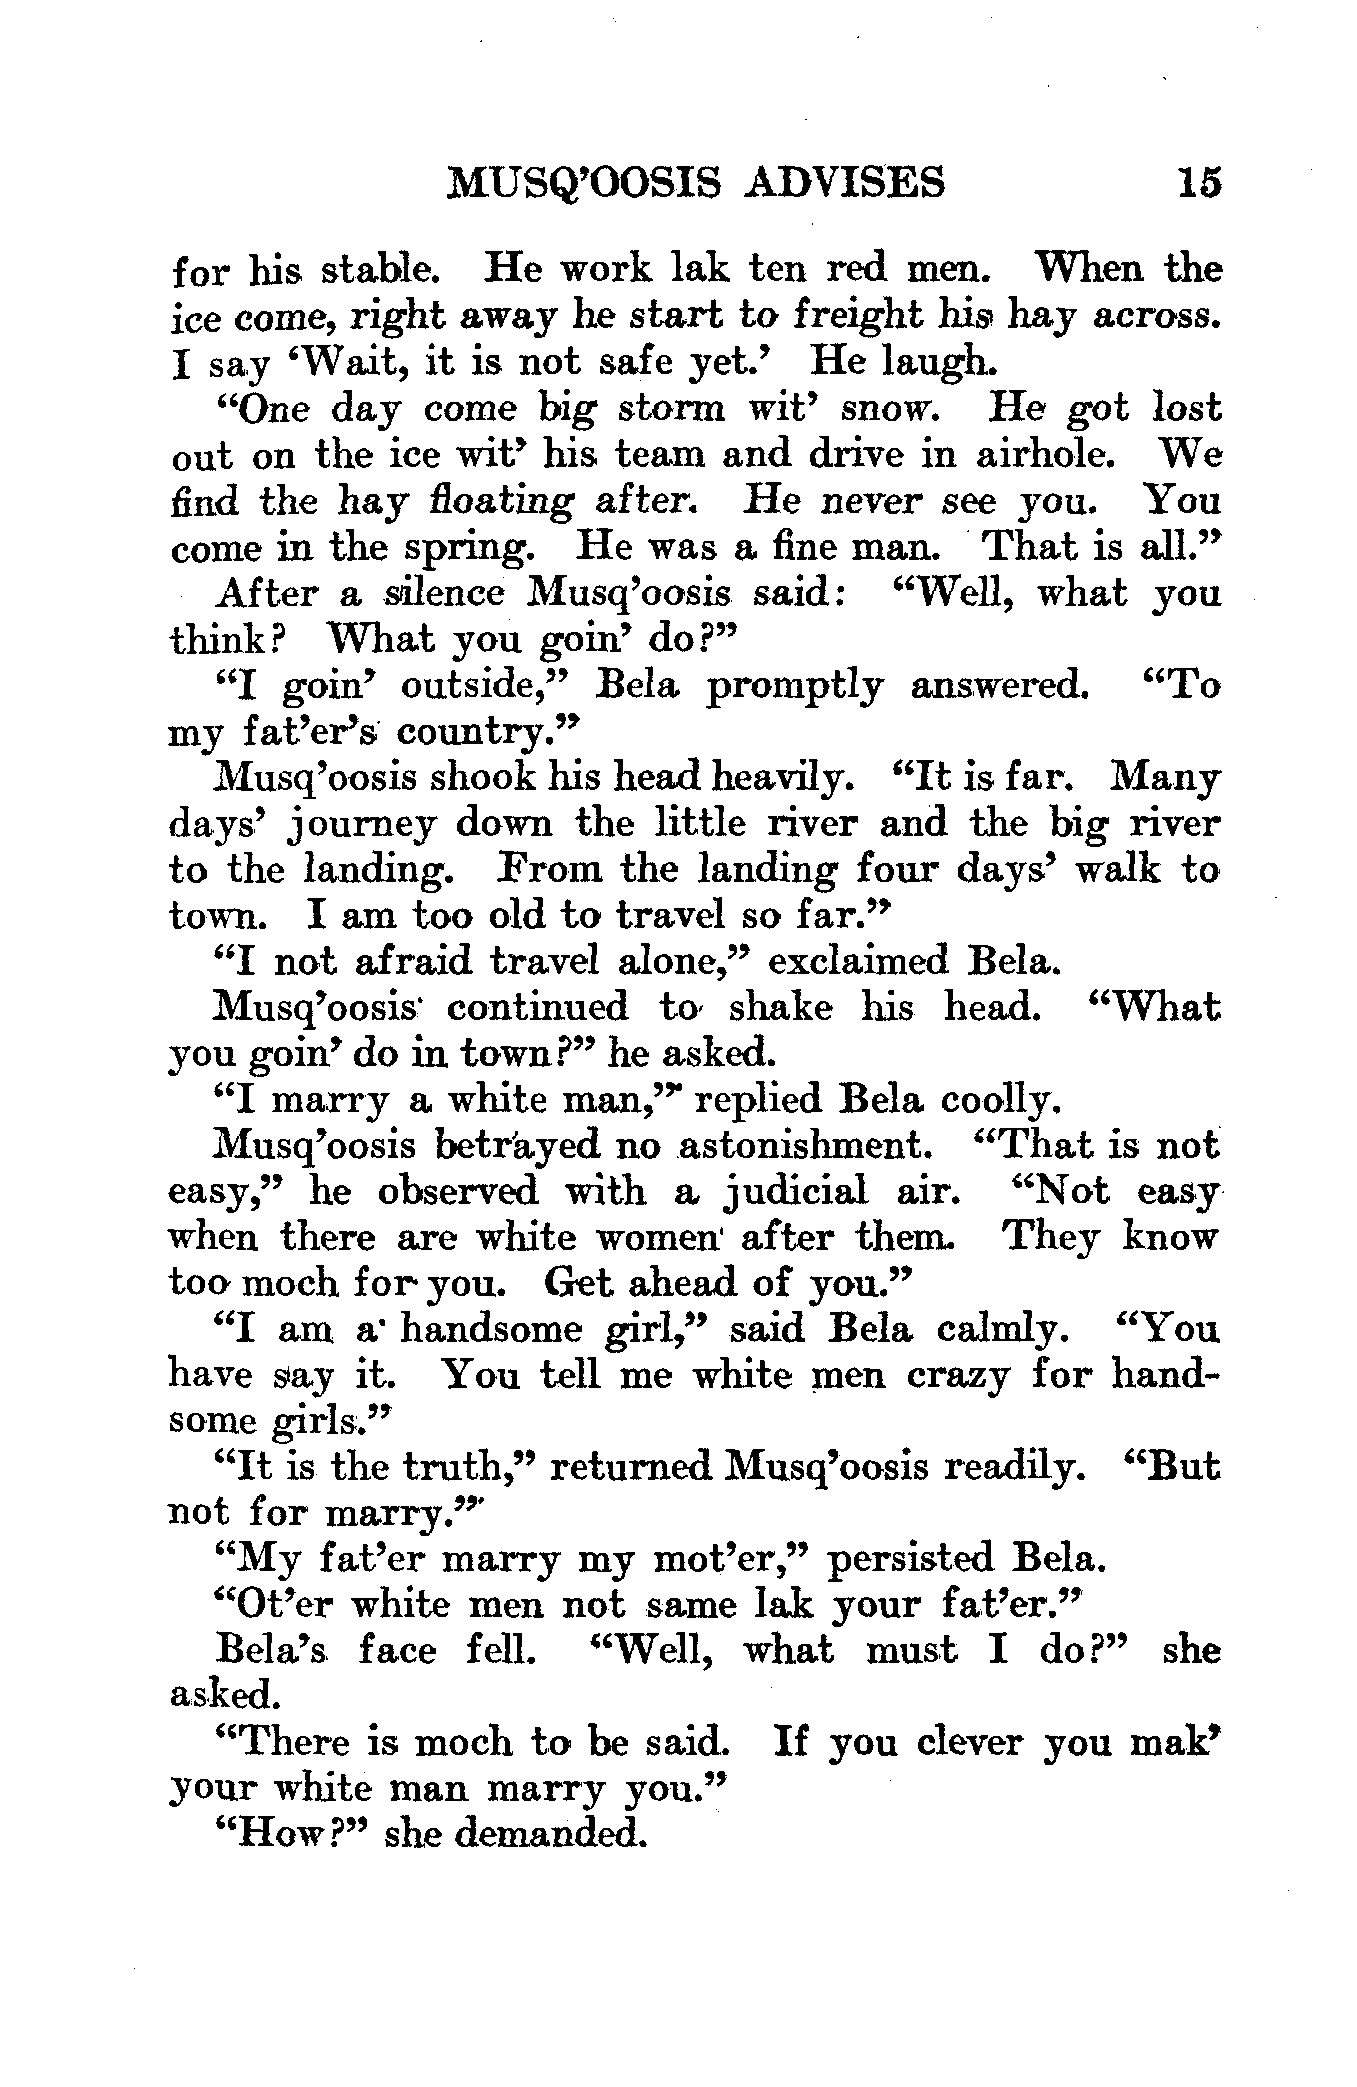 MUSQ'OOSIS ADVISES 15
for his stable. He work lak ten red men. When the
ice come, right away he start to freight his hay across.
I say ‘Wait, it is not safe yet.’ He laugh.
“One day come big storm wit’ snow. He got lost
out on the ice wit’ his team and drive in airhole. We
find the hay floating after. He never see you. You
come in the spring. He was a fine man. That is all.”
After a silence Musq’oosis said: “Well, what you
think? What you goin’ do?”
“I goin’ outside,” Bela promptly answered. “To
my fat’er’s country.”
Musq’oosis shook his head heavily. “It is far. Many
days’ journey down the little river and the big river
to the landing. From the landing four days’ walk to
town. I am too old to travel so far.”
“I not afraid travel alone,” exclaimed Bela.
Musq’oosis continued to shake his head. “What
you goin’ do in town?” he asked.
“I marry a white man,” replied Bela coolly.
Musq’oosis betrayed no astonishment. “That is not
easy,” he observed with a judicial air. “Not easy
when there are white women after them. They know
too moch for you. Get ahead of you.”
“I am a handsome girl,” said Bela calmly. “You
have say it. You tell me white men crazy for hand-
some girls.”
“It is the truth,” returned Musq’oosis readily. “But
not for marry.”
“My fat’er marry my mot’er,” persisted Bela.
“Ot’er white men not same lak your fat’er.”
Bela’s face fell. “Well, what must I do?” she
asked.
“There is moch to be said. If you clever you mak’
your white man marry you.”
“How?” she demanded.